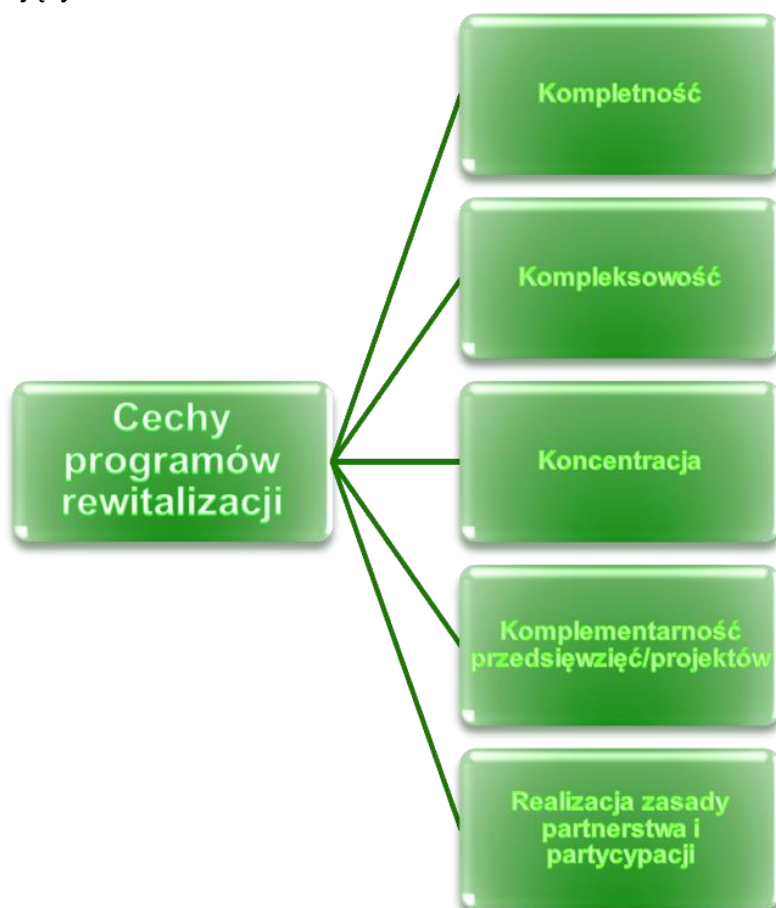 Cechy
programów
rewitalizacji
Kompletność
Kompleksowość
Koncentracja
Komplementarność
przedsięwzięć/projektów
Realizacja zasady
partnerstwa i
partycypacji